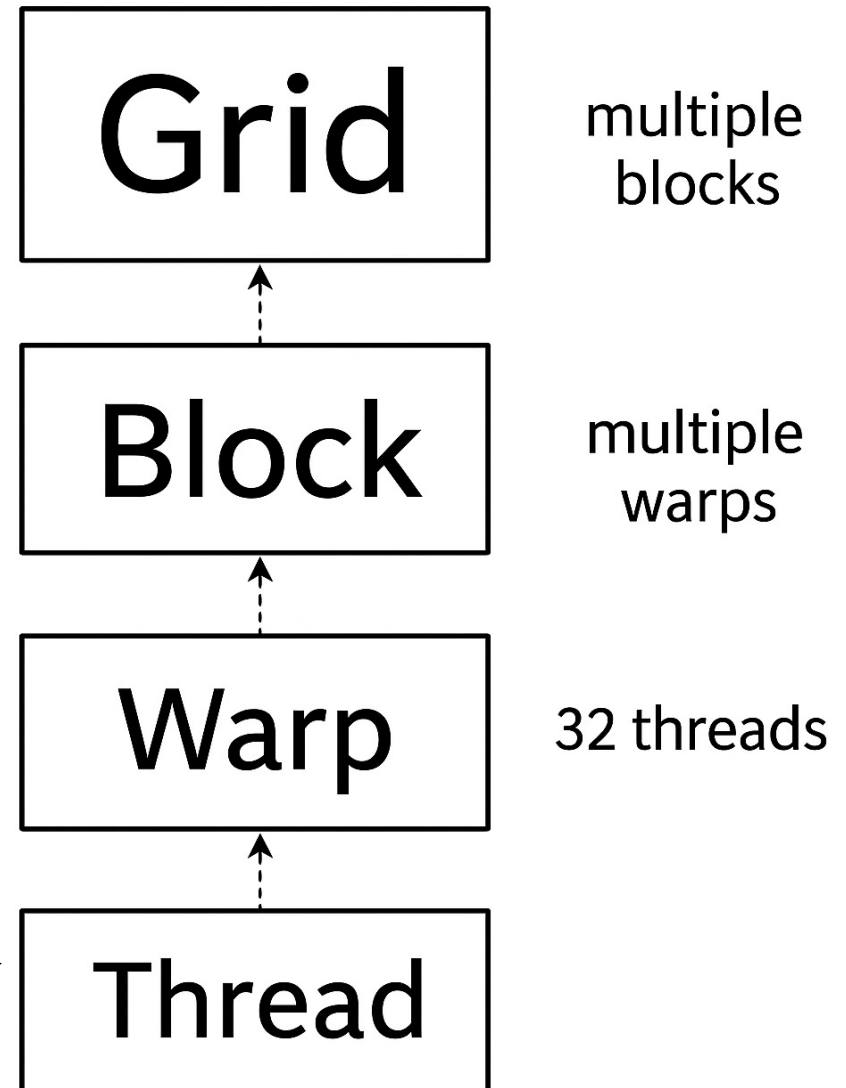 Grid
multiple
blocks
Block
multiple
warps
Warp
32 threads
Thread